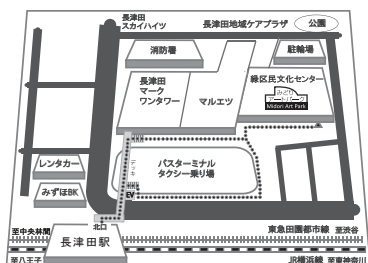 長津田
スカイハイツ
長津田地域ケアプラザ
公園
消防署
駐輪場
長津田
マーク
ワンタワー
マルエツ
緑区民文化センター
みどり
アートパーク
Midori Art Park
レンタカー
みずほBK
デッキ
バスターミナル
タクシー乗り場
EV
北口
至中央林間
東急田園都市線 至渋谷
長津田駅
至八王子
JR横浜線 至東神奈川